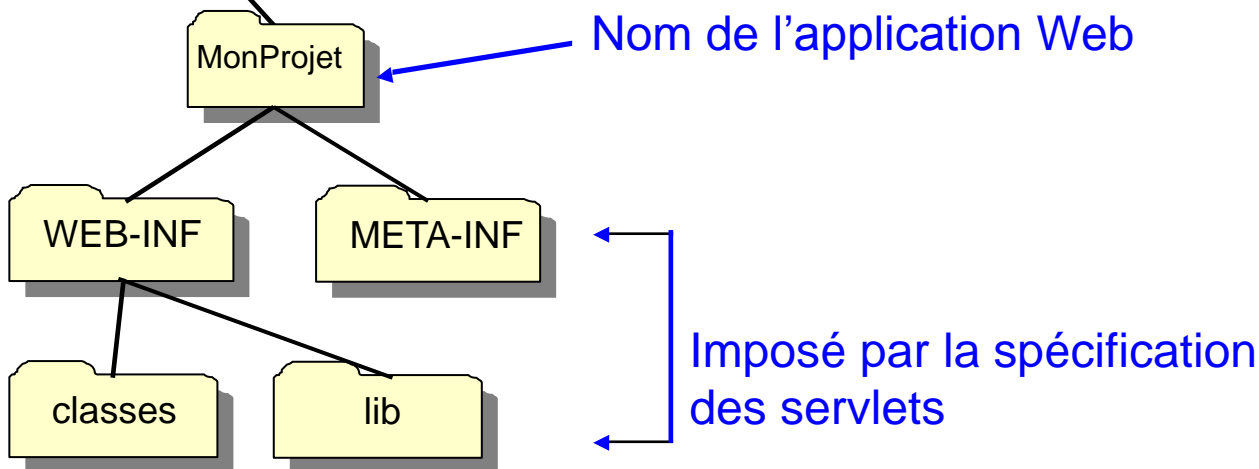 MonProjet
Nom de l’application Web
WEB-INF
META-INF
Imposé par la spécification
des servlets
classes
lib